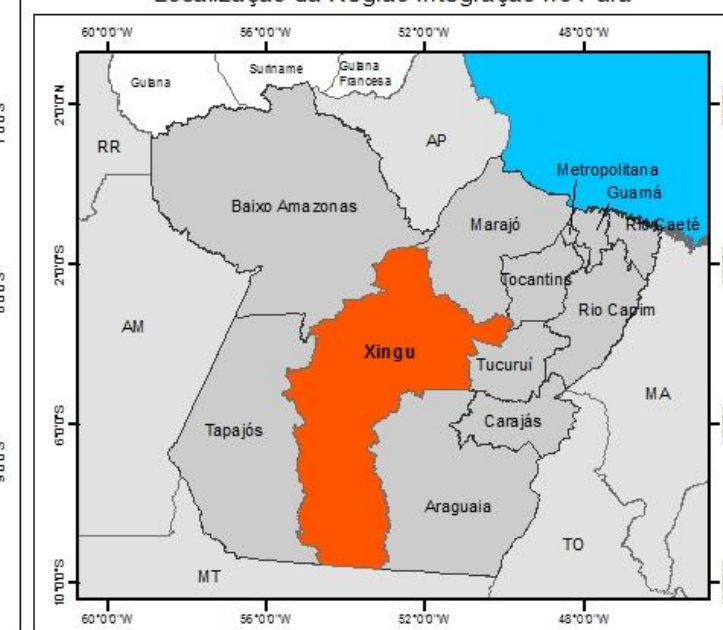 Localização da Região Integração no Pará
60°0'0"S 56°0'0"S 52°0'0"S 48°0'0"S
2°0'0"N
2°0'0"S
6°0'0"S
10°0'0"S
Guiana
Suriname
Guiana
Francesa
RR
AP
Metropolitana
Guamá
Rio Caeté
Baixo Amazonas
Marajó
Tocantins
Rio Capim
AM
Xingu
Tucuruí
MA
Tapajós
Carajás
Araguaia
TO
MT
60°0'0"S 56°0'0"S 52°0'0"S 48°0'0"S